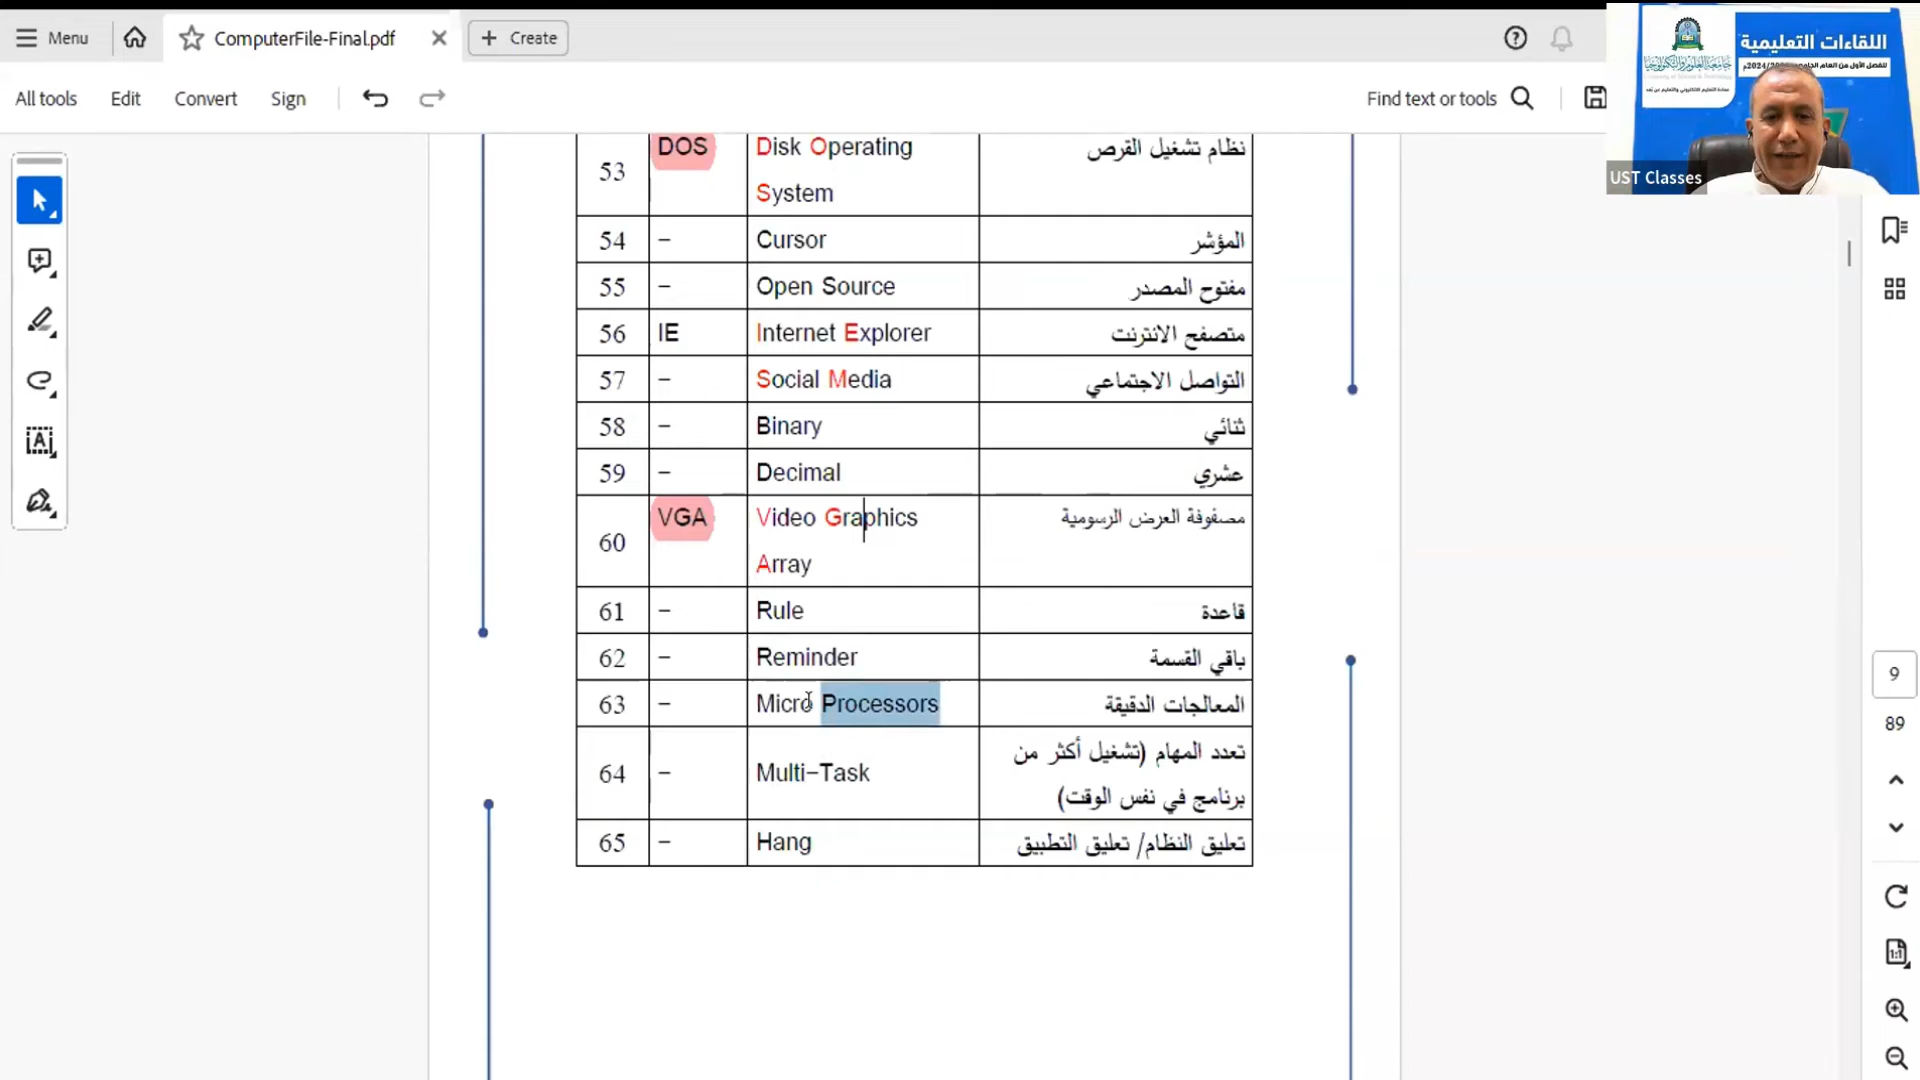 Menu
ComputerFile-Final.pdf
Create
All tools
Edit
Convert
Sign
Find text or tools
اللقاءات التعليمية
UST Classes
53 DOS Disk Operating نظام تشغيل القرص
System
54 - Cursor المؤشر
55 - Open Source مفتوح المصدر
56 IE Internet Explorer متصفح الانترنت
57 - Social Media التواصل الاجتماعي
58 - Binary ثنائي
59 - Decimal عشري
60 VGA Video Graphics مصفوفة العرض الرسومية
Array
61 - Rule قاعدة
62 - Reminder باقي القسمة
63 - Micro Processors المعالجات الدقيقة
64 - Multi-Task تعدد المهام (تشغيل أكثر من
برنامج في نفس الوقت)
65 - Hang تعليق النظام/ تعليق التطبيق
9
89
1:1